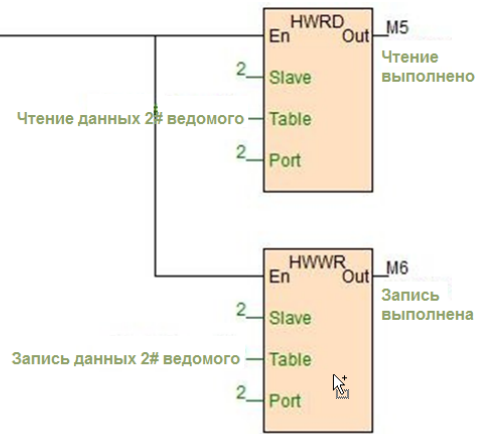 HWRD
En Out M5
Чтение
выполнено
2 Slave
Чтение данных 2# ведомого Table
2 Port
HWWR
En Out M6
Запись
выполнена
2 Slave
Запись данных 2# ведомого Table
2 Port